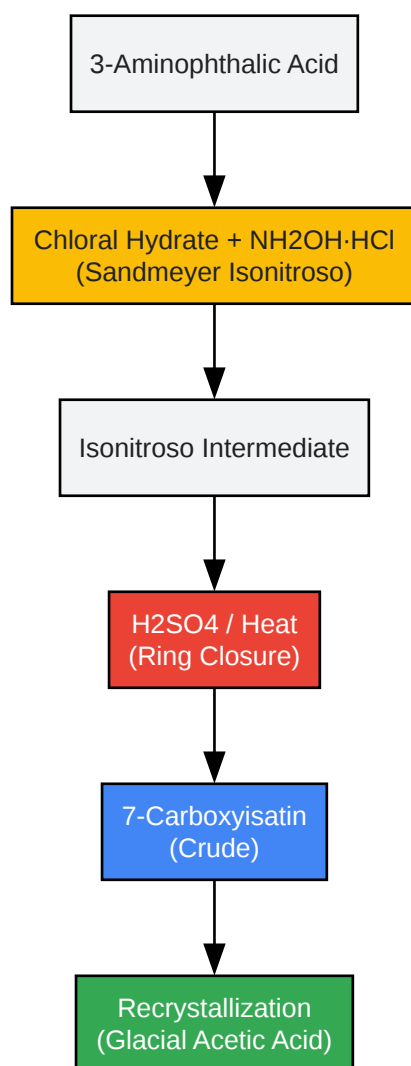 3-Aminophthalic Acid
Chloral Hydrate + NH2OH·HCl
(Sandmeyer Isonitroso)
Isonitroso Intermediate
H2SO4 / Heat
(Ring Closure)
7-Carboxyisatin
(Crude)
Recrystallization
(Glacial Acetic Acid)